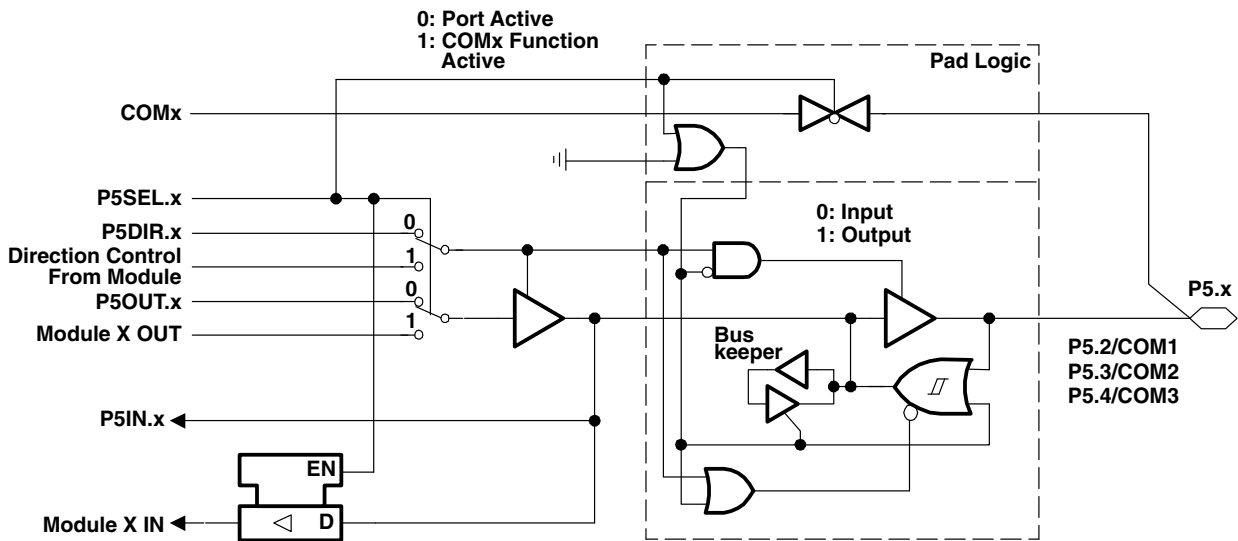 0: Port Active
1: COMx Function
Active
Pad Logic
COMx
P5SEL.x
P5DIR.x
0
Direction Control
From Module
1
P5OUT.x
0
Module X OUT
1
0: Input
1: Output
Bus
keeper
P5.x
P5.2/COM1
P5.3/COM2
P5.4/COM3
P5IN.x
EN
D
Module X IN